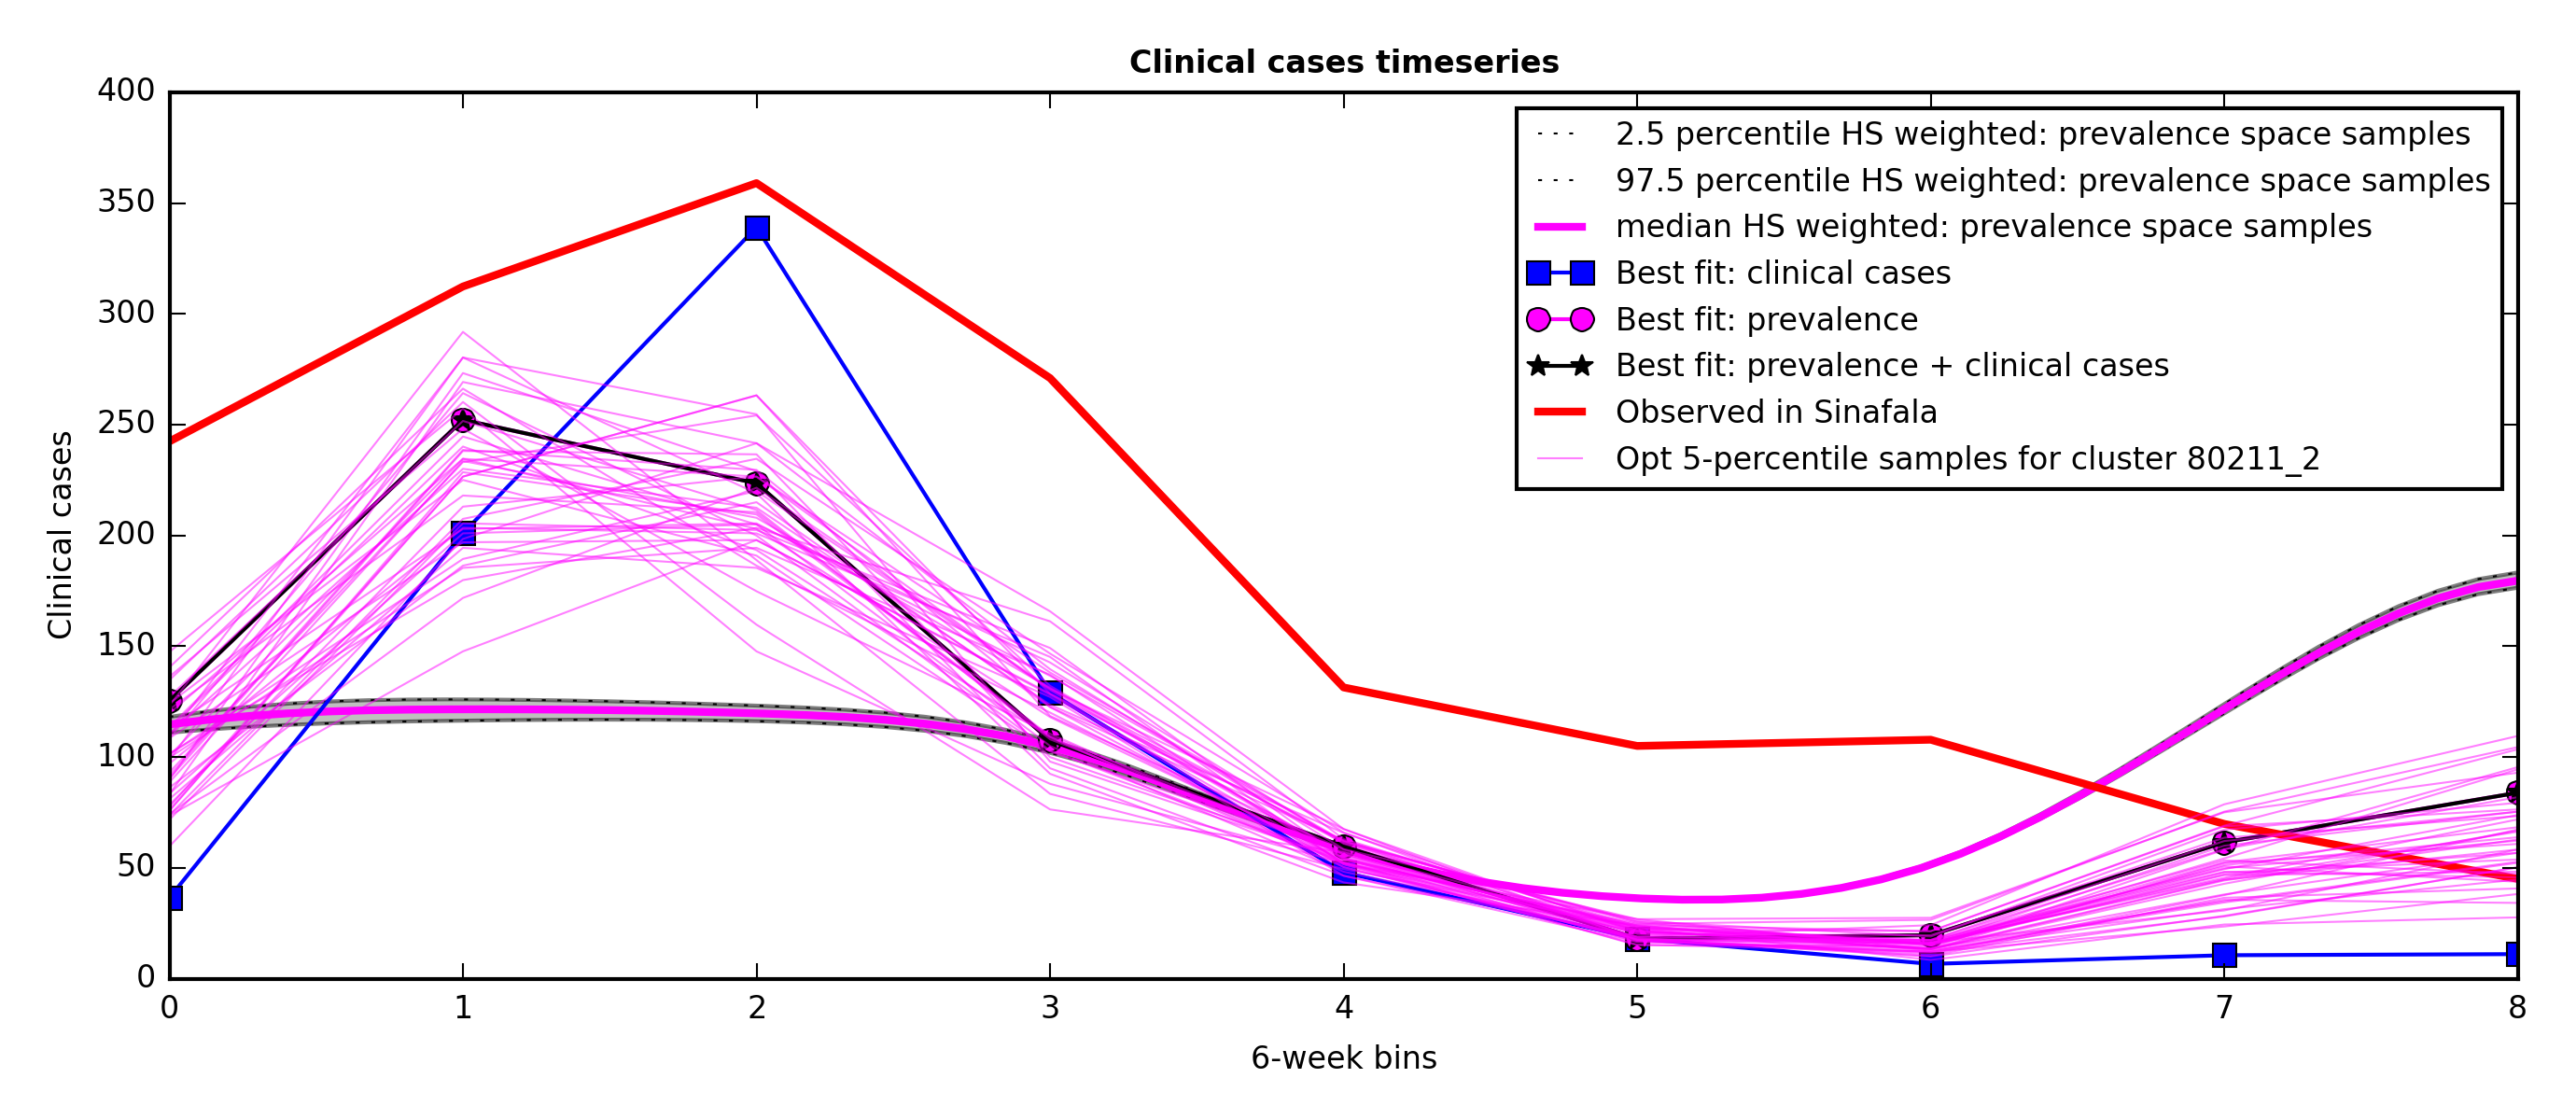 Clinical cases timeseries
400
350
300
250
200
150
100
50
0
Clinical cases
2.5 percentile HS weighted: prevalence space samples
97.5 percentile HS weighted: prevalence space samples
median HS weighted: prevalence space samples
Best fit: clinical cases
Best fit: prevalence
Best fit: prevalence + clinical cases
Observed in Sinafala
Opt 5-percentile samples for cluster 80211_2
0 1 2 3 4 5 6 7 8
6-week bins